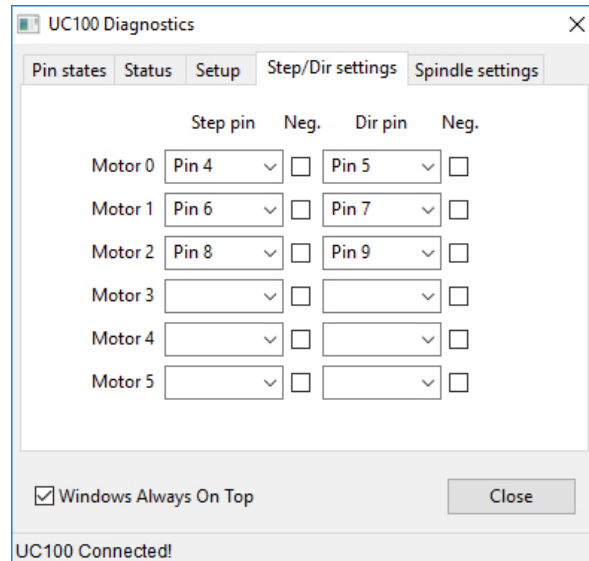 UC100 Diagnostics
Pin states Status Setup Step/Dir settings Spindle settings
Step pin Neg. Dir pin Neg.
Motor 0 Pin 4 Pin 5
Motor 1 Pin 6 Pin 7
Motor 2 Pin 8 Pin 9
Motor 3
Motor 4
Motor 5
Windows Always On Top Close
UC100 Connected!